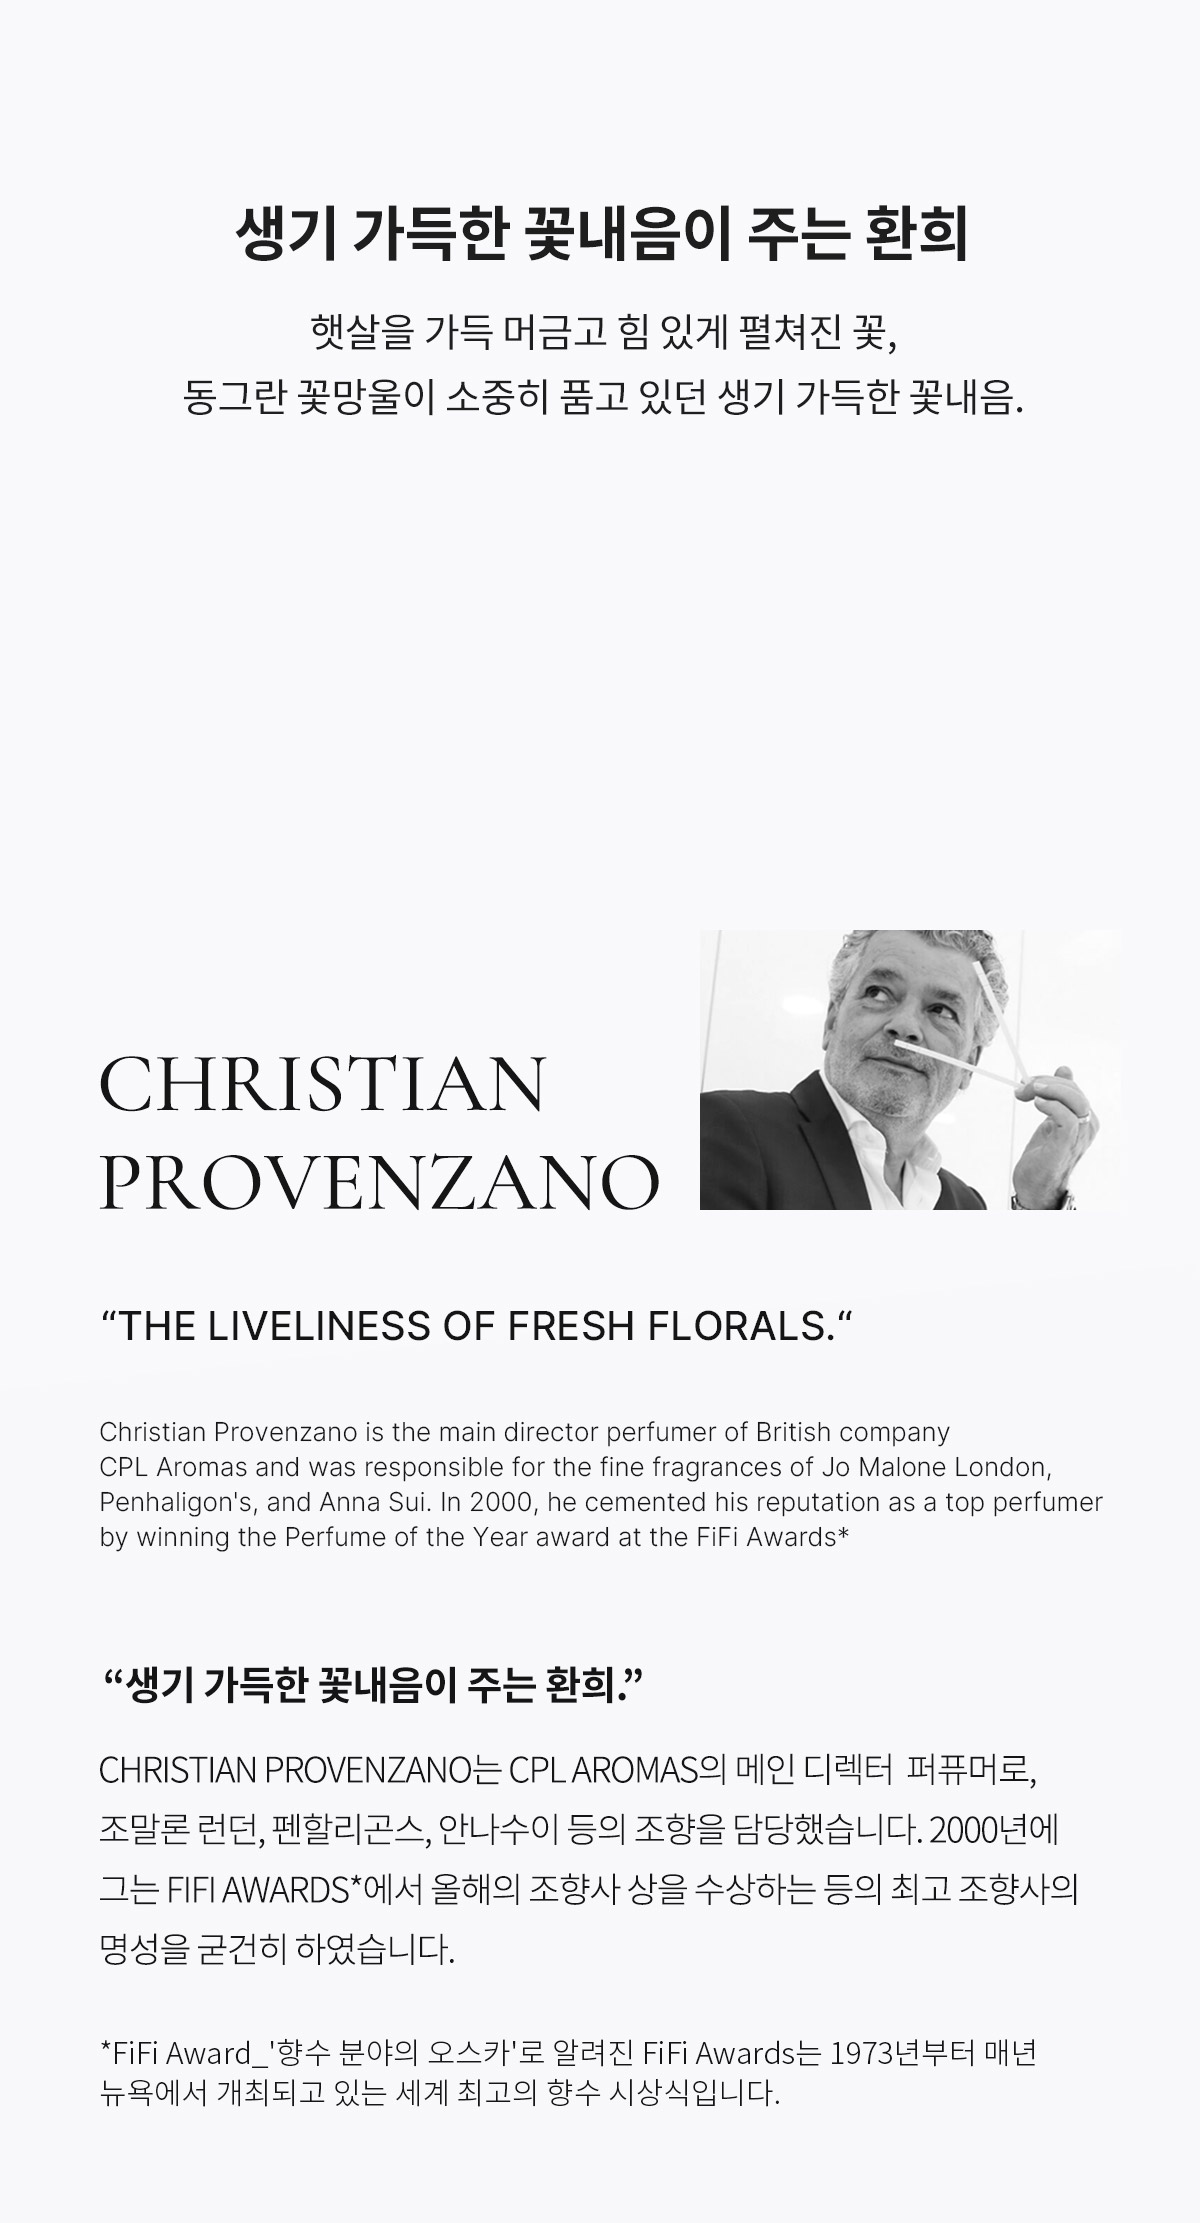 생기 가득한 꽃내음이 주는 환희
햇살을 가득 머금고 힘 있게 펼쳐진 꽃,
동그란 꽃망울이 소중히 품고 있던 생기 가득한 꽃내음.
CHRISTIAN
PROVENZANO
“THE LIVELINESS OF FRESH FLORALS.“
Christian Provenzano is the main director perfumer of British company
CPL Aromas and was responsible for the fine fragrances of Jo Malone London,
Penhaligon's, and Anna Sui. In 2000, he cemented his reputation as a top perfumer
by winning the Perfume of the Year award at the FiFi Awards*
“생기 가득한 꽃내음이 주는 환희.”
CHRISTIAN PROVENZANO는 CPL AROMAS의 메인 디렉터 퍼퓨머로,
조말론 런던, 펜할리곤스, 안나수이 등의 조향을 담당했습니다. 2000년에
그는 FIFI AWARDS*에서 올해의 조향사 상을 수상하는 등의 최고 조향사의
명성을 굳건히 하였습니다.
*FiFi Award_'향수 분야의 오스카'로 알려진 FiFi Awards는 1973년부터 매년
뉴욕에서 개최되고 있는 세계 최고의 향수 시상식입니다.